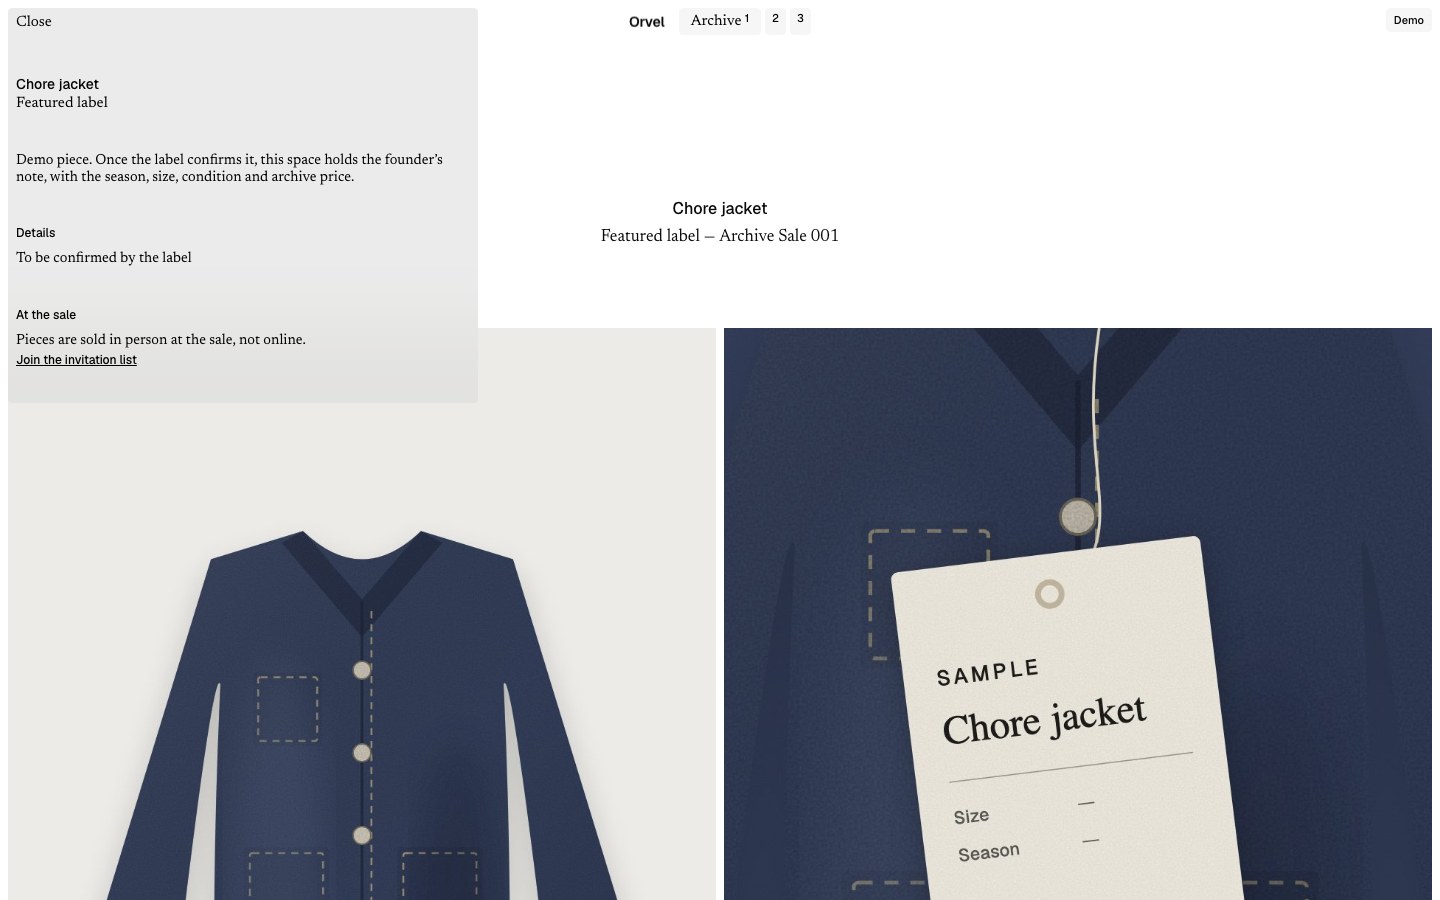 Close
Orvel
Archive 1
2
3
Demo
Chore jacket
Featured label
Demo piece. Once the label confirms it, this space holds the founder’s
note, with the season, size, condition and archive price.
Details
To be confirmed by the label
At the sale
Pieces are sold in person at the sale, not online.
Join the invitation list
Chore jacket
Featured label — Archive Sale 001
SAMPLE
Chore jacket
Size —
Season —